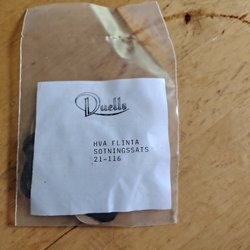 Duells
HVA FLINTA
SOTNINGSSATS
21-116